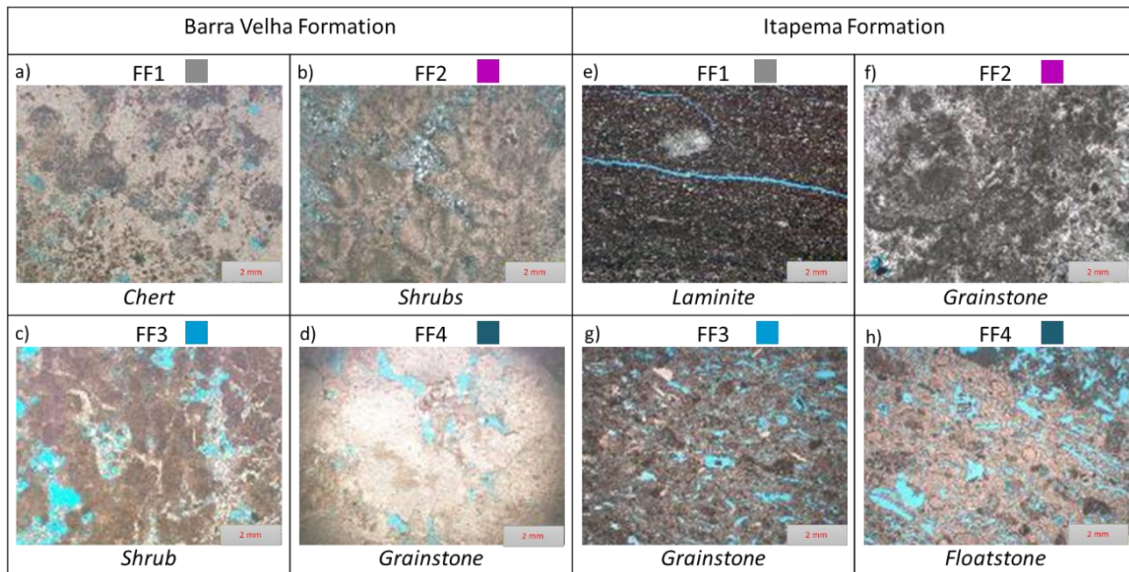 Barra Velha Formation
Itapema Formation
a) FF1
2 mm
Chert
b) FF2
2 mm
Shrubs
e) FF1
2 mm
Laminite
f) FF2
2 mm
Grainstone
c) FF3
2 mm
Shrub
d) FF4
2 mm
Grainstone
g) FF3
2 mm
Grainstone
h) FF4
2 mm
Floatstone